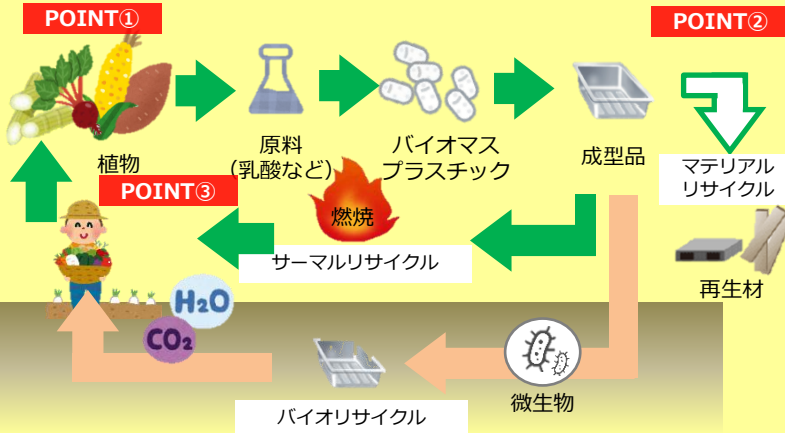 POINT①
POINT②
植物
原料
（乳酸など）
バイオマス
プラスチック
成型品
マテリアル
リサイクル
POINT③
燃焼
サーマルリサイクル
再生材
H₂O
CO₂
微生物
バイオリサイクル